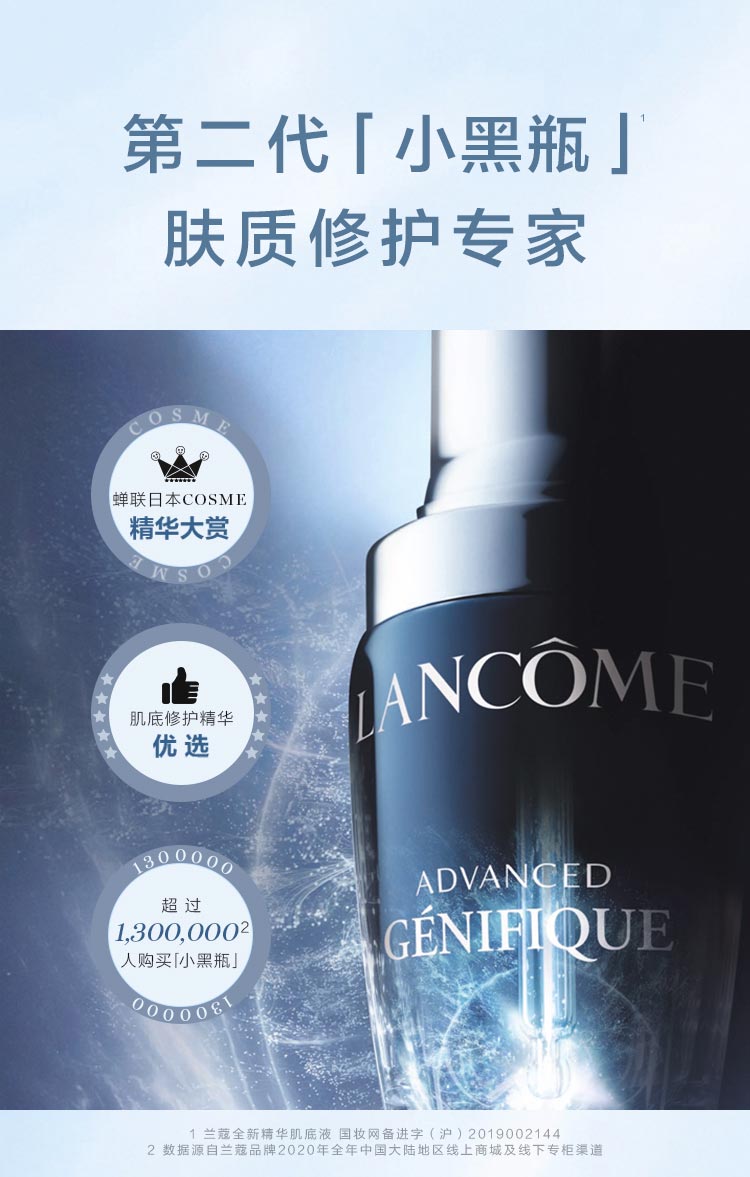 第二代「小黑瓶」1
肤质修护专家
COSME
蝉联日本COSME
精华大赏
COSME
肌底修护精华
优选
1300000
超过
1,300,0002
人购买「小黑瓶」
1300000
LANCÔME
ADVANCED
GÉNIFIQUE
1 兰蔻全新精华肌底液 国妆网备进字（沪）2019002144
2 数据源自兰蔻品牌2020年全年中国大陆地区线上商城及线下专柜渠道